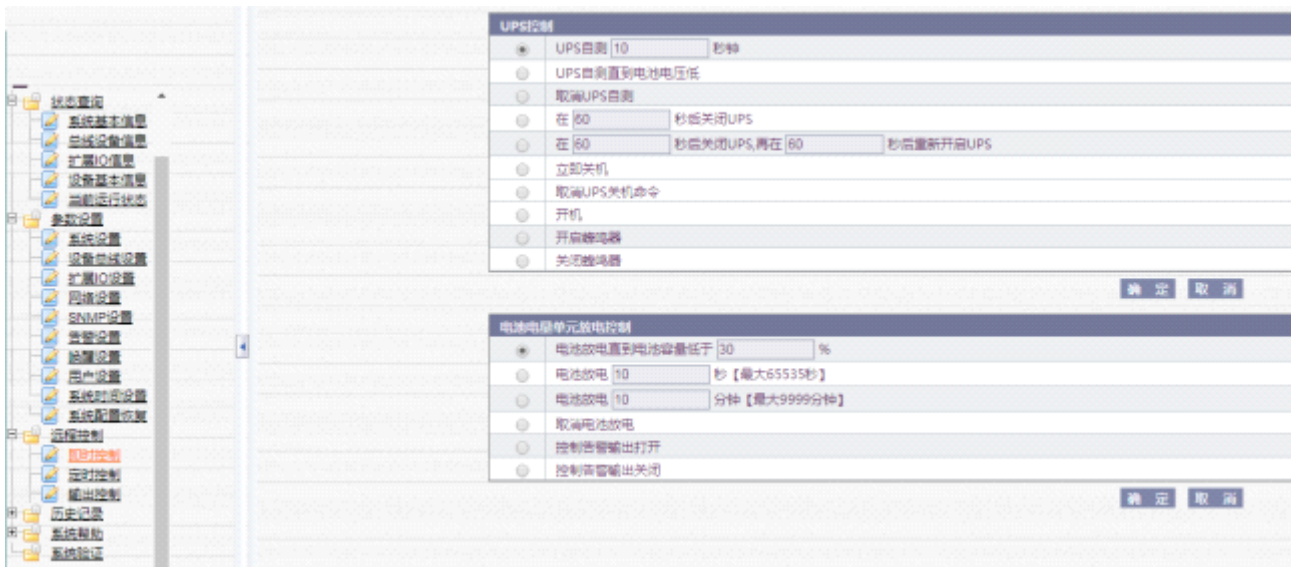 状态查询
系统基本信息
总线设备信息
扩展IO信息
设备基本信息
当前运行状态
参数设置
系统设置
设备总线设置
扩展IO设置
网络设置
SNMP设置
告警设置
唤醒设置
用户设置
系统时间设置
系统配置恢复
远程控制
即时控制
定时控制
输出控制
历史记录
系统帮助
系统验证
UPS控制
UPS自测 10 秒钟
UPS自测直到电池电压低
取消UPS自测
在 60 秒后关闭UPS
在 60 秒后关闭UPS,再在 60 秒后重新开启UPS
立即关机
取消UPS关机命令
开机
开启蜂鸣器
关闭蜂鸣器
确 定 取 消
电池电量单元放电控制
电池放电直到电池容量低于 30 %
电池放电 10 秒【最大65535秒】
电池放电 10 分钟【最大9999分钟】
取消电池放电
控制告警输出打开
控制告警输出关闭
确 定 取 消